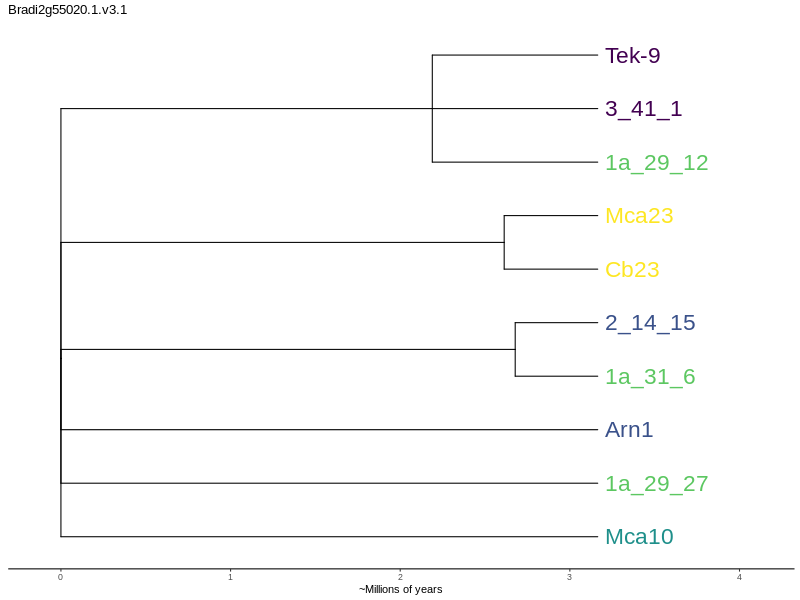 Bradi2g55020.1.v3.1
Tek-9
3_41_1
1a_29_12
Mca23
Cb23
2_14_15
1a_31_6
Arn1
1a_29_27
Mca10
0 1 2 3 4
~Millions of years